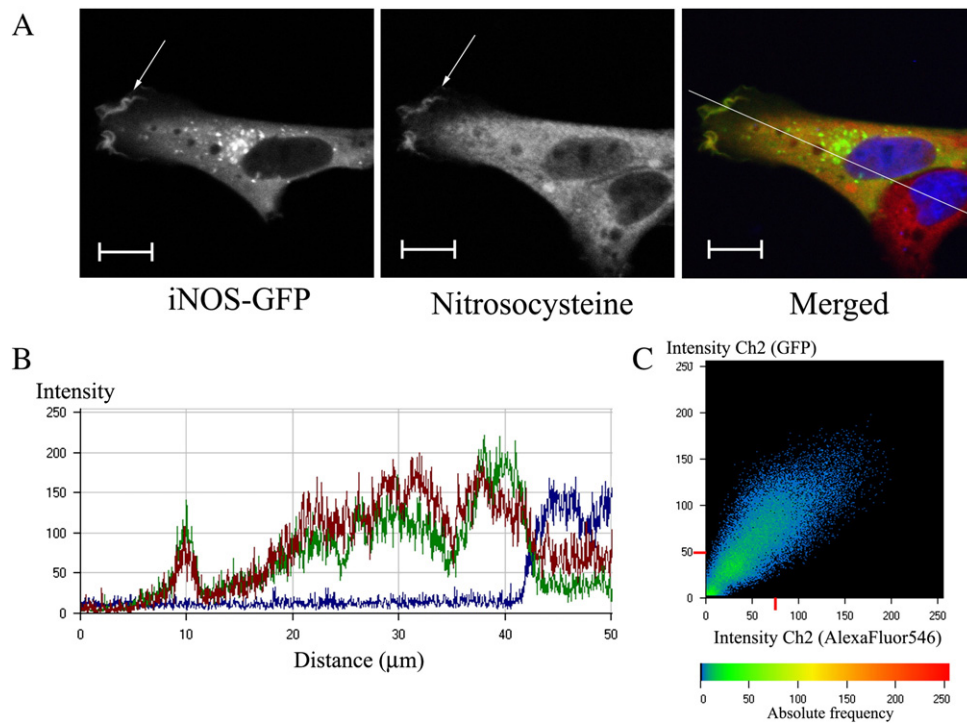 A
iNOS-GFP
Nitrosocysteine
Merged
B
Intensity
250
200
150
100
50
0
0
10
20
30
40
50
Distance (μm)
C
Intensity Ch2 (GFP)
250
200
150
100
50
0
0
50
100
150
200
250
Intensity Ch2 (AlexaFluor546)
0
50
100
150
200
250
Absolute frequency